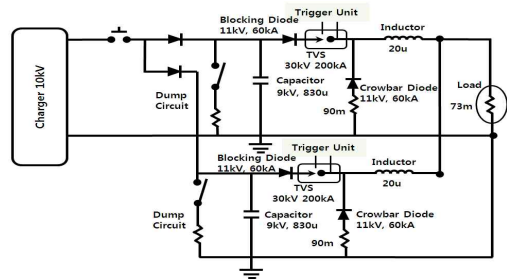 Charger 10kV
Blocking Diode
11kV, 60kA
Trigger Unit
TVS
30kV 200kA
Inductor
20u
Dump
Circuit
Capacitor
9kV, 830u
Crowbar Diode
11kV, 60kA
90m
Load
73m
Blocking Diode
11kV, 60kA
Trigger Unit
TVS
30kV 200kA
Inductor
20u
Dump
Circuit
Capacitor
9kV, 830u
Crowbar Diode
11kV, 60kA
90m